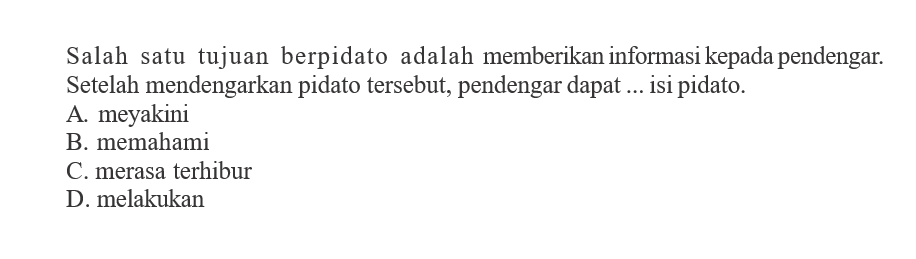 Salah satu tujuan berpidato adalah memberikan informasi kepada pendengar.
Setelah mendengarkan pidato tersebut, pendengar dapat ... isi pidato.
A. meyakini
B. memahami
C. merasa terhibur
D. melakukan